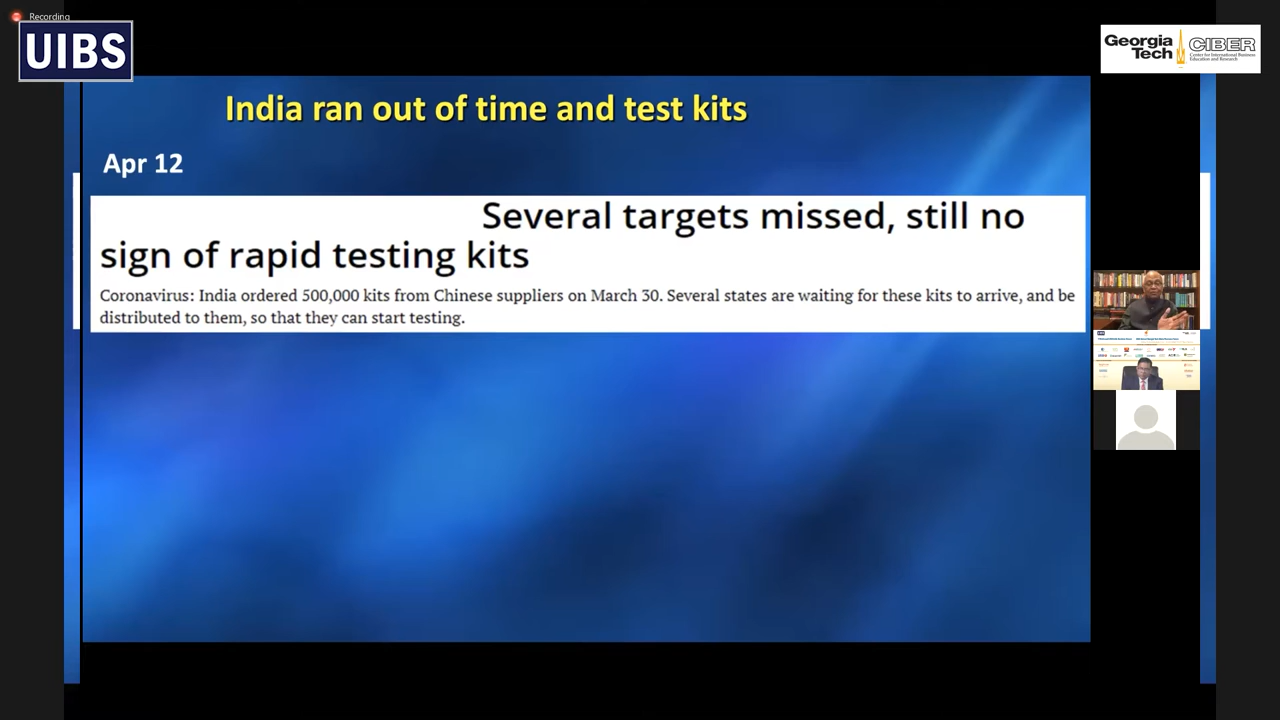 Recording
UIBS
Georgia
Tech
CIBER
Center for International Business
Education and Research
India ran out of time and test kits
Apr 12
Several targets missed, still no
sign of rapid testing kits
Coronavirus: India ordered 500,000 kits from Chinese suppliers on March 30. Several states are waiting for these kits to arrive, and be
distributed to them, so that they can start testing.